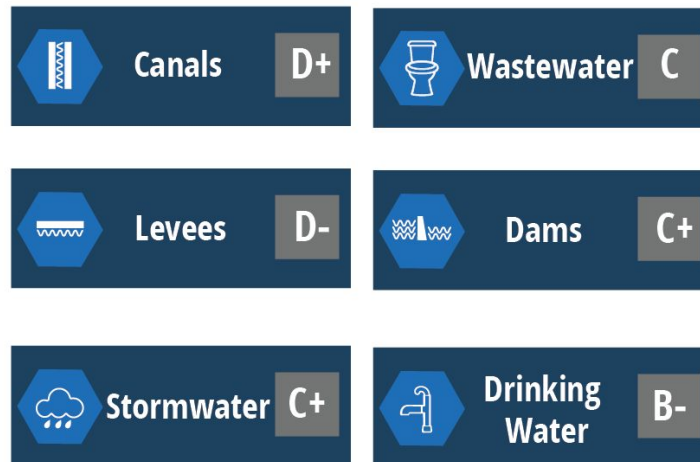 Canals D+
Wastewater C
Levees D-
Dams C+
Stormwater C+
Drinking
Water B-